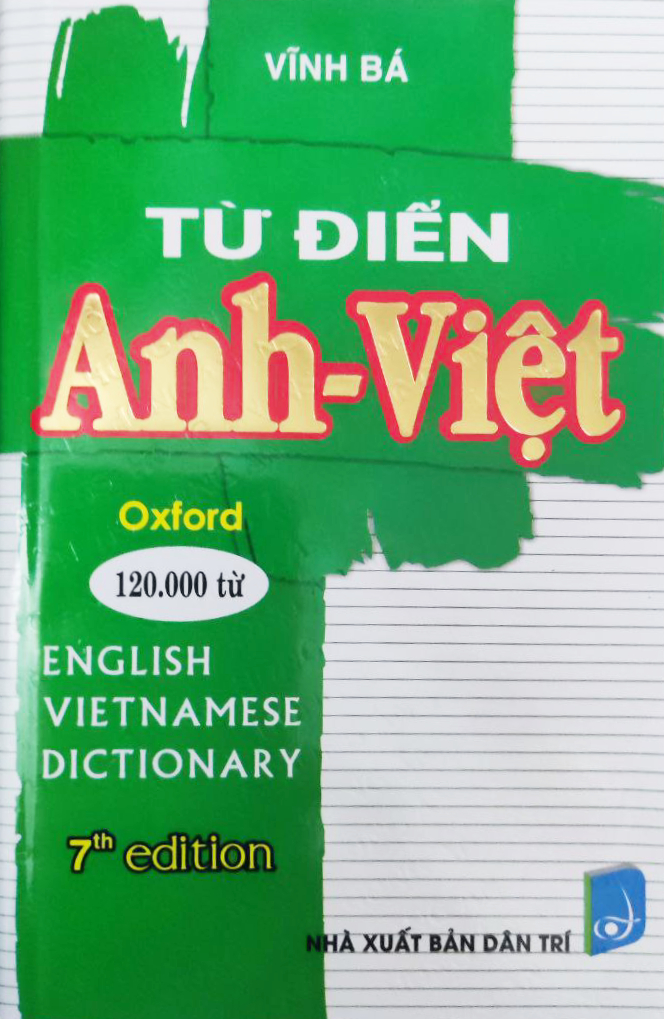 VĨNH BÁ
TỪ ĐIỂN
Anh-Việt
Oxford
120.000 từ
ENGLISH
VIETNAMESE
DICTIONARY
7th edition
NHÀ XUẤT BẢN DÂN TRÍ